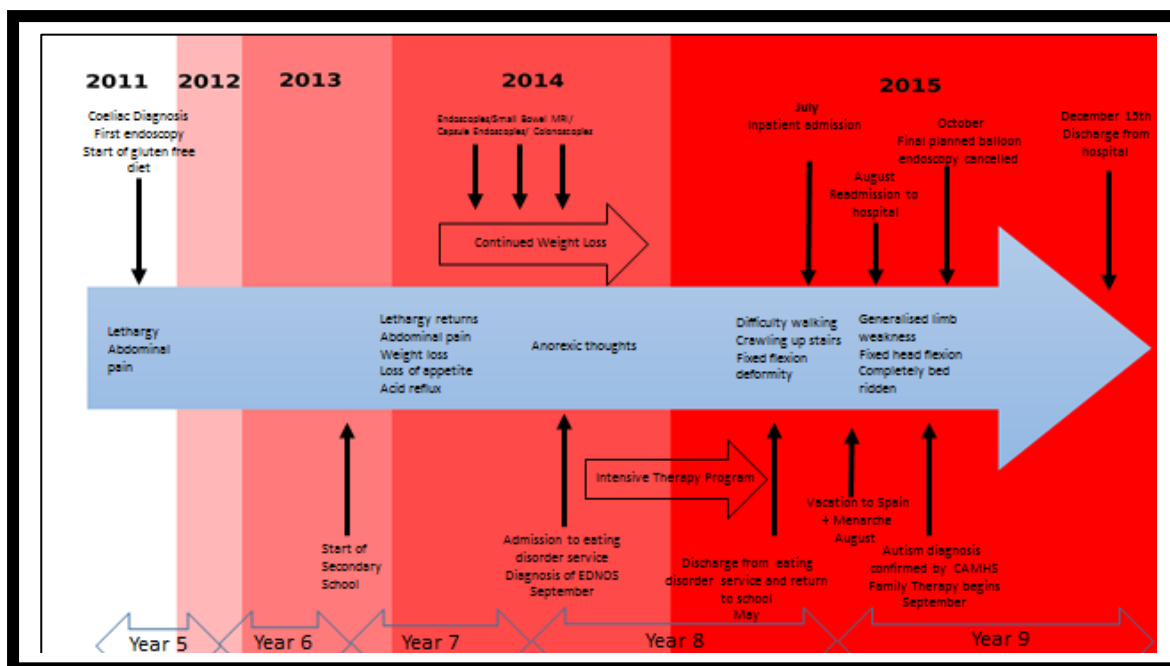 2011
2012
2013
2014
2015
Coeliac Diagnosis
First endoscopy
Start of gluten free
diet
Endoscopies/Small Bowel MRI/
Capsule Endoscopes/ Colonoscopies
July
Inpatient admission
August
Readmission to
hospital
October
Final planned balloon
endoscopy cancelled
December 15th
Discharge from
hospital
Continued Weight Loss
Lethargy
Abdominal
pain
Lethargy returns
Abdominal pain
Weight loss
Loss of appetite
Acid reflux
Anorexic thoughts
Difficulty walking
Crawling up stairs
Fixed flexion
deformity
Generalised limb
weakness
Fixed head flexion
Completely bed
ridden
Intensive Therapy Program
Start of
Secondary
School
Admission to eating
disorder service
Diagnosis of EDNOS
September
Discharge from eating
disorder service and return
to school
May
Vacation to Spain
+ Menarche
August
Autism diagnosis
confirmed by CAMHS
Family Therapy begins
September
Year 5
Year 6
Year 7
Year 8
Year 9